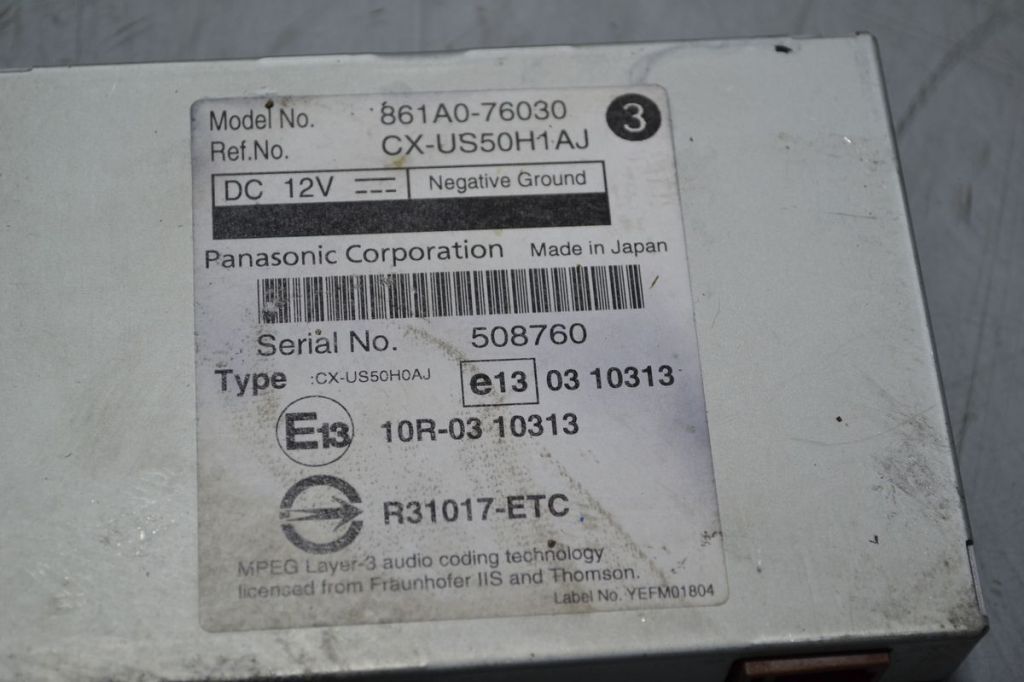 Model No. 861A0-76030
3
Ref.No. CX-US50H1AJ
DC 12V Negative Ground
Panasonic Corporation Made in Japan
Serial No. 508760
Type :CX-US50H0AJ e13 03 10313
E13 10R-03 10313
R31017-ETC
MPEG Layer-3 audio coding technology
licensed from Fraunhofer IIS and Thomson.
Label No. YEFM01804